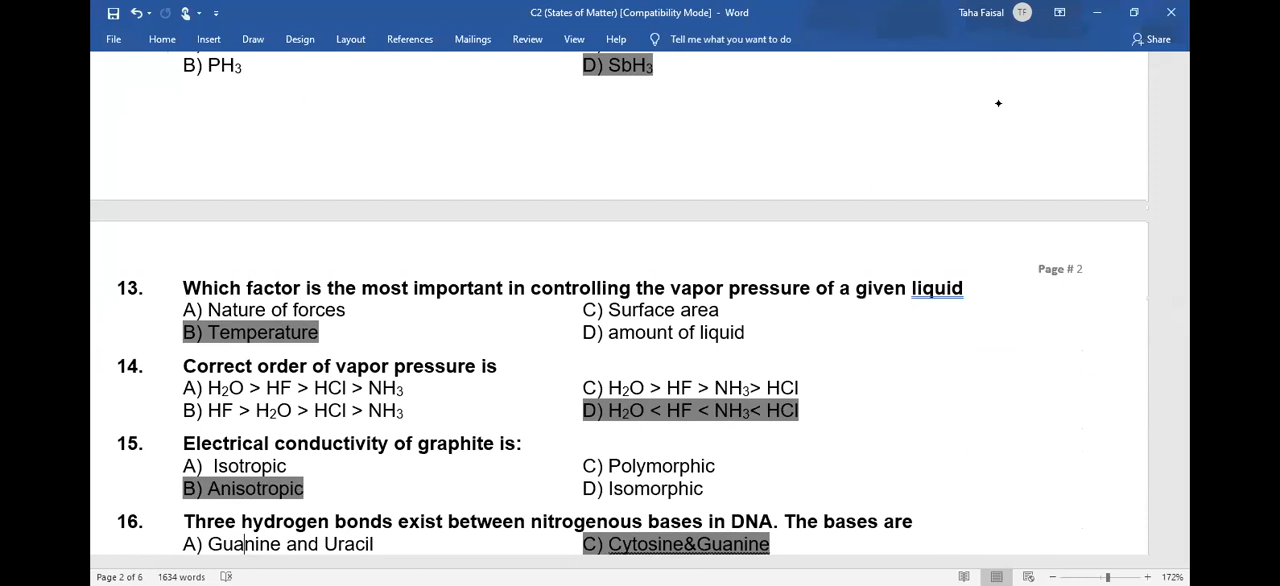 C2 (States of Matter) [Compatibility Mode] - Word
Taha Faisal TF
File Home Insert Draw Design Layout References Mailings Review View Help Tell me what you want to do Share
B) PH3 D) SbH3
Page # 2
13. Which factor is the most important in controlling the vapor pressure of a given liquid
A) Nature of forces C) Surface area
B) Temperature D) amount of liquid
14. Correct order of vapor pressure is
A) H2O > HF > HCl > NH3 C) H2O > HF > NH3> HCl
B) HF > H2O > HCl > NH3 D) H2O < HF < NH3< HCl
15. Electrical conductivity of graphite is:
A) Isotropic C) Polymorphic
B) Anisotropic D) Isomorphic
16. Three hydrogen bonds exist between nitrogenous bases in DNA. The bases are
A) Guanine and Uracil C) Cytosine&Guanine
Page 2 of 6 1634 words 172%